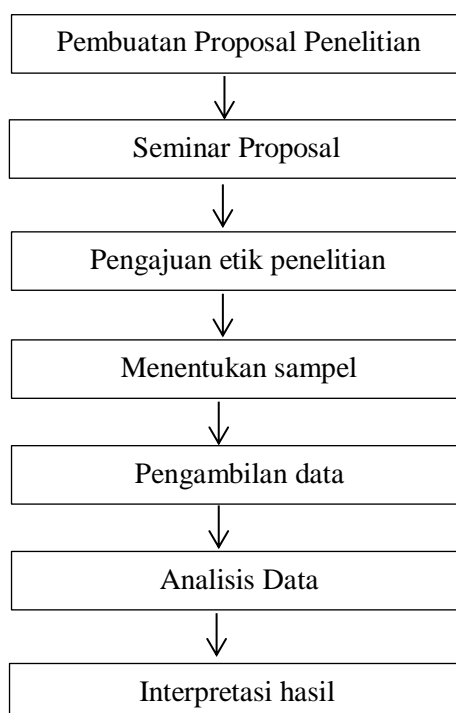 Pembuatan Proposal Penelitian
Seminar Proposal
Pengajuan etik penelitian
Menentukan sampel
Pengambilan data
Analisis Data
Interpretasi hasil